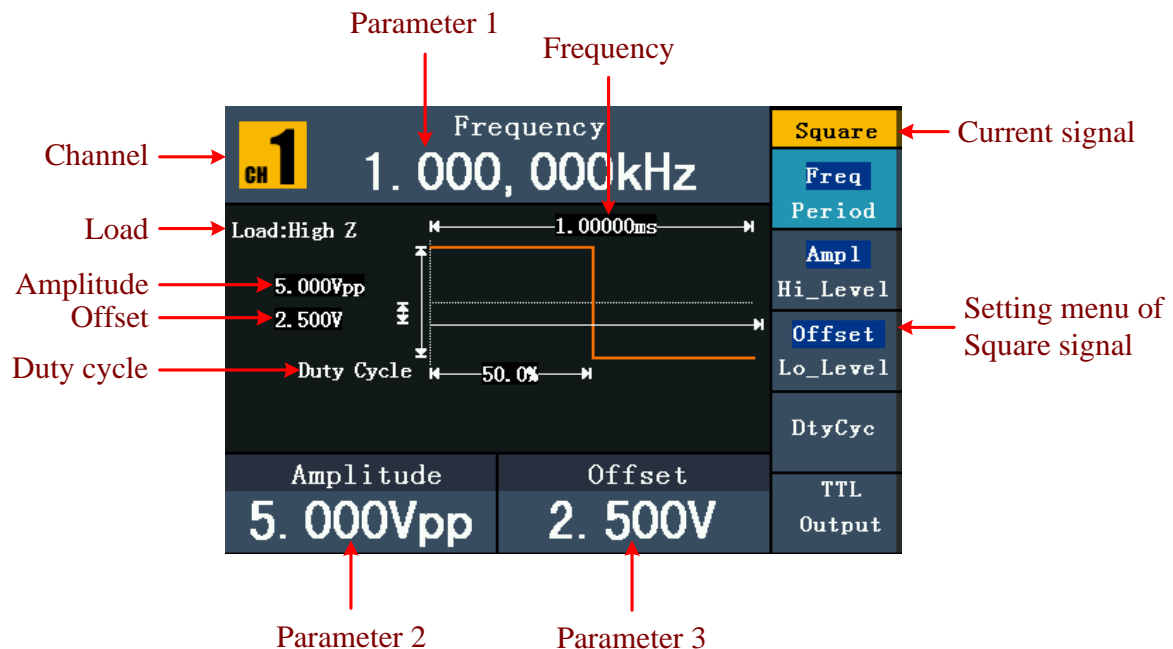 Parameter 1
Frequency
Channel
CH 1
Frequency
1.000,000kHz
Square
Current signal
Freq
Period
Load
Load:High Z
1.00000ms
Ampl
Hi_Level
Amplitude
5.000Vpp
Offset
2.500V
Offset
Lo_Level
Setting menu of
Square signal
Duty cycle
Duty Cycle
50.0%
DtyCyc
Amplitude
5.000Vpp
Offset
2.500V
TTL
Output
Parameter 2
Parameter 3